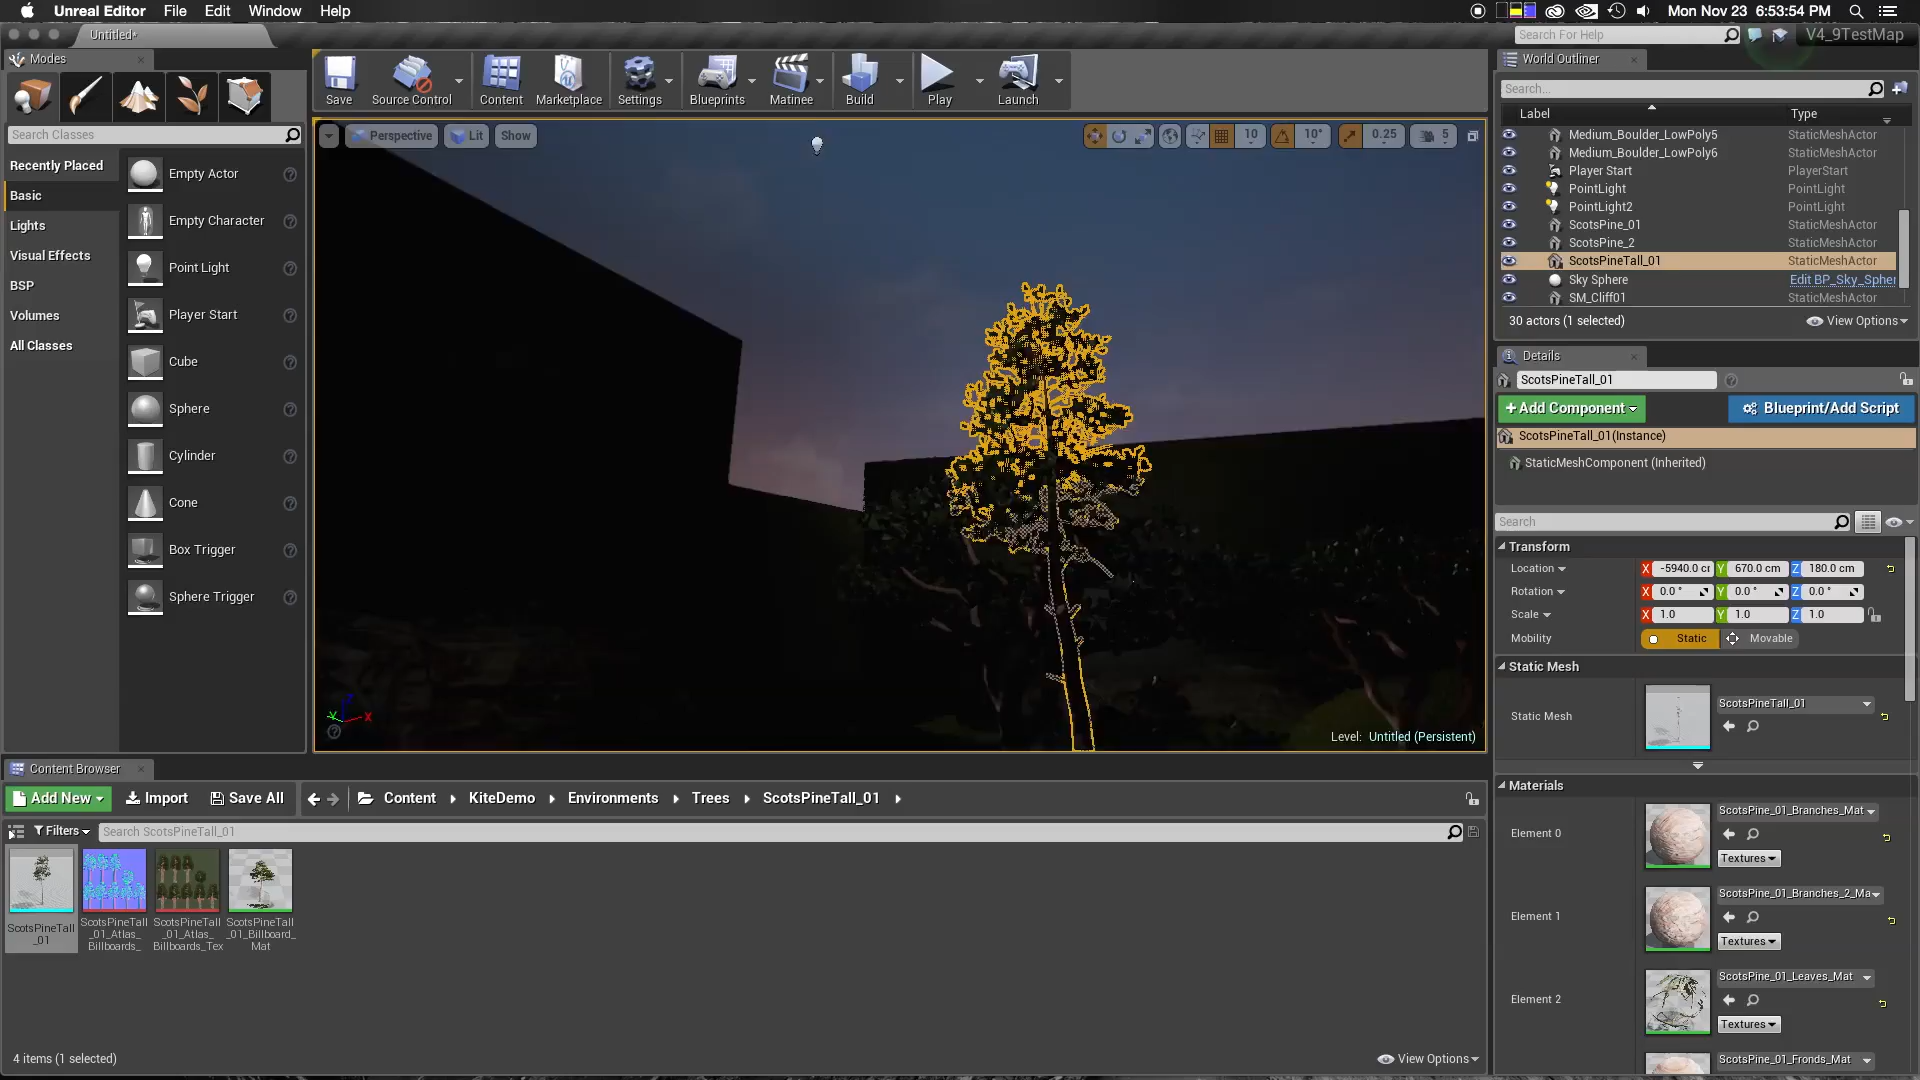 Unreal Editor File Edit Window Help
Mon Nov 23 6:53:54 PM
Untitled*
Search For Help
V4_9TestMap
Modes
Save
Source Control
Content
Marketplace
Settings
Blueprints
Matinee
Build
Play
Launch
World Outliner
Search...
Label
Type
Medium_Boulder_LowPoly5 StaticMeshActor
Medium_Boulder_LowPoly6 StaticMeshActor
Player Start PlayerStart
PointLight PointLight
PointLight2 PointLight
ScotsPine_01 StaticMeshActor
ScotsPine_2 StaticMeshActor
ScotsPineTall_01 StaticMeshActor
Sky Sphere Edit BP_Sky_Spher
SM_Cliff01 StaticMeshActor
30 actors (1 selected)
View Options
Search Classes
Recently Placed
Basic
Lights
Visual Effects
BSP
Volumes
All Classes
Empty Actor
Empty Character
Point Light
Player Start
Cube
Sphere
Cylinder
Cone
Box Trigger
Sphere Trigger
Perspective
Lit
Show
10
10°
0.25
5
X
Y
Level: Untitled (Persistent)
Details
ScotsPineTall_01
+Add Component
Blueprint/Add Script
ScotsPineTall_01(Instance)
StaticMeshComponent (Inherited)
Search
Transform
Location X -5940.0 c Y 670.0 cm Z 180.0 cm
Rotation X 0.0 ° Y 0.0 ° Z 0.0 °
Scale X 1.0 Y 1.0 Z 1.0
Mobility Static Movable
Static Mesh
Static Mesh
ScotsPineTall_01
Materials
Element 0
ScotsPine_01_Branches_Mat
Textures
Element 1
ScotsPine_01_Branches_2_Ma
Textures
Element 2
ScotsPine_01_Leaves_Mat
Textures
ScotsPine_01_Fronds_Mat
Content Browser
Add New
Import
Save All
Content
KiteDemo
Environments
Trees
ScotsPineTall_01
Filters
Search ScotsPineTall_01
ScotsPineTall
_01
ScotsPineTall
_01_Atlas_
Billboards_
ScotsPineTall
_01_Atlas_
Billboards_Tex
ScotsPineTall
_01_Billboard_
Mat
4 items (1 selected)
View Options